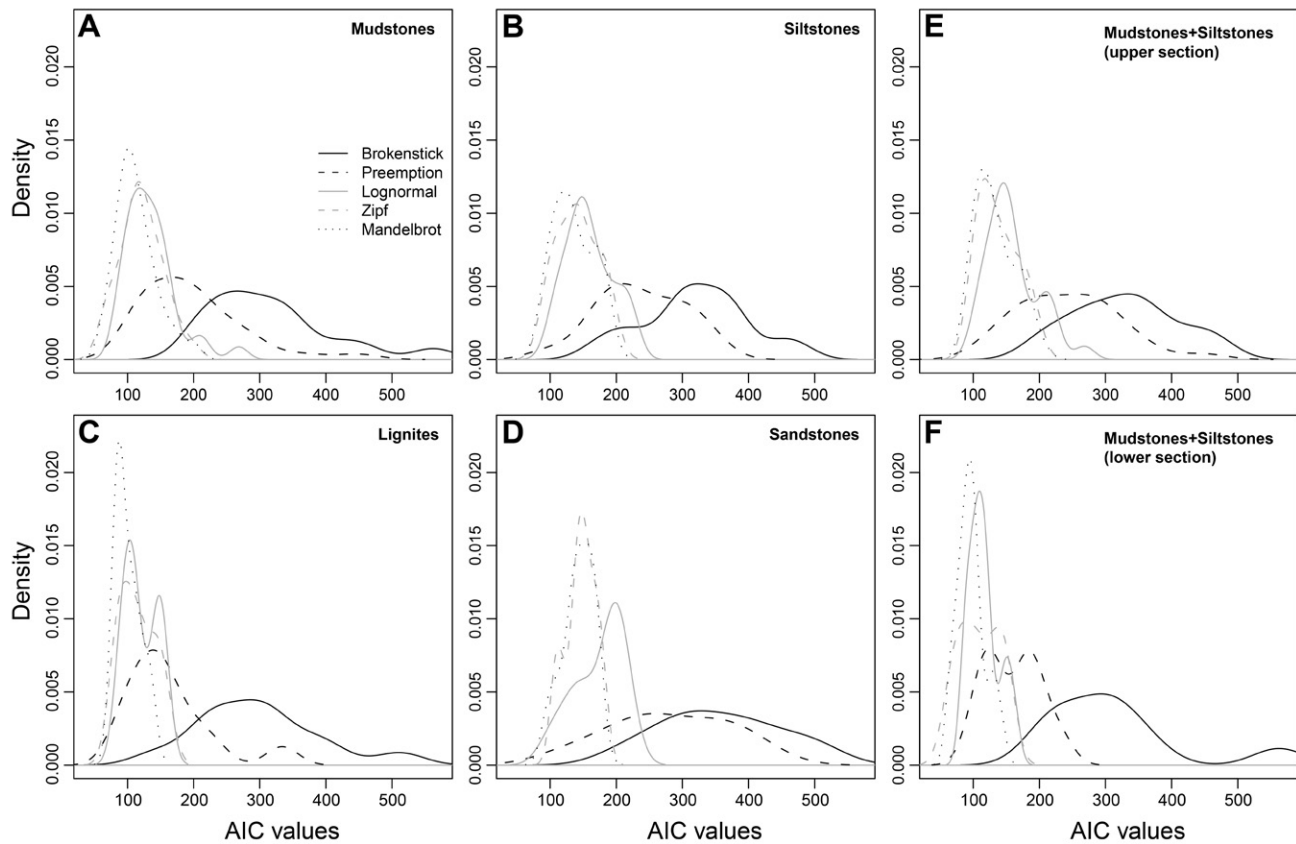 A
Mudstones
Density
0.000
0.005
0.010
0.015
0.020
100
200
300
400
500
Brokenstick
Preemption
Lognormal
Zipf
Mandelbrot
B
Siltstones
0.000
0.005
0.010
0.015
0.020
100
200
300
400
500
E
Mudstones+Siltstones
(upper section)
0.000
0.005
0.010
0.015
0.020
100
200
300
400
500
C
Lignites
Density
0.000
0.005
0.010
0.015
0.020
100
200
300
400
500
AIC values
D
Sandstones
0.000
0.005
0.010
0.015
0.020
100
200
300
400
500
AIC values
F
Mudstones+Siltstones
(lower section)
0.000
0.005
0.010
0.015
0.020
100
200
300
400
500
AIC values